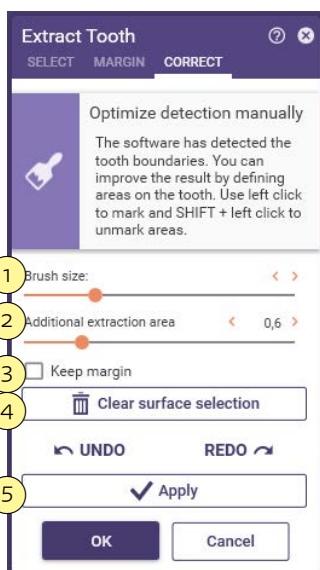 Extract Tooth
SELECT MARGIN CORRECT
Optimize detection manually
The software has detected the
tooth boundaries. You can
improve the result by defining
areas on the tooth. Use left click
to mark and SHIFT + left click to
unmark areas.
1 Brush size:
2 Additional extraction area 0,6
3 Keep margin
4 Clear surface selection
UNDO REDO
5 Apply
OK Cancel